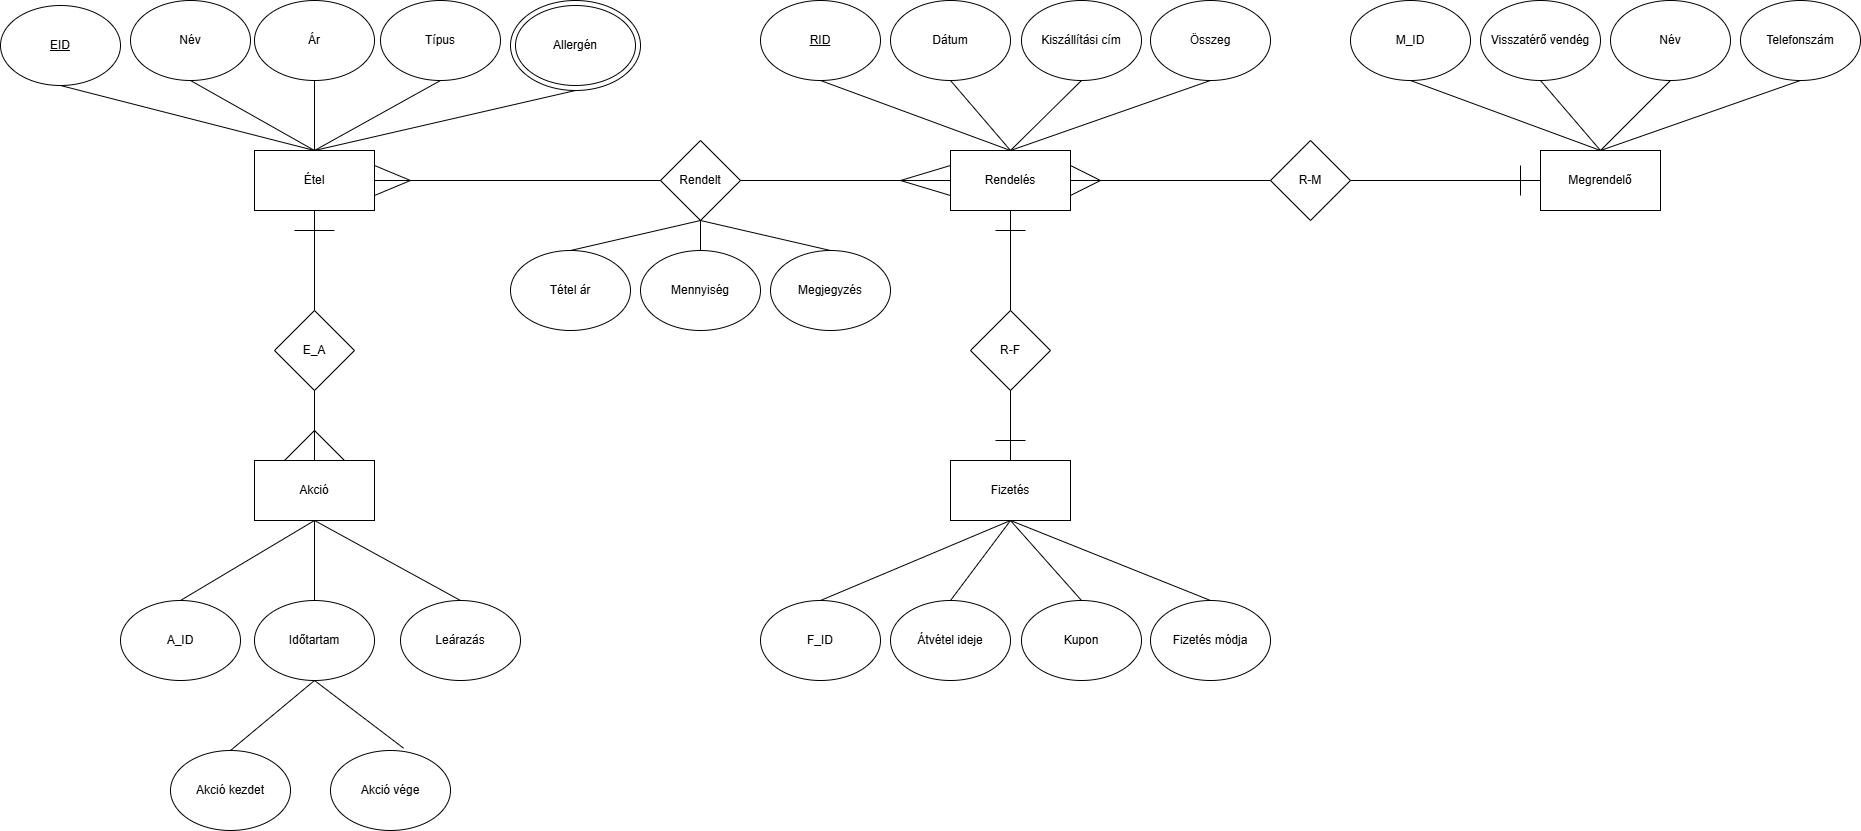 EID
Név
Ár
Típus
Allergén
RID
Dátum
Kiszállítási cím
Összeg
M_ID
Visszatérő vendég
Név
Telefonszám
Étel
Rendelt
Rendelés
R-M
Megrendelő
Tétel ár
Mennyiség
Megjegyzés
E_A
R-F
Akció
Fizetés
A_ID
Időtartam
Leárazás
F_ID
Átvétel ideje
Kupon
Fizetés módja
Akció kezdet
Akció vége